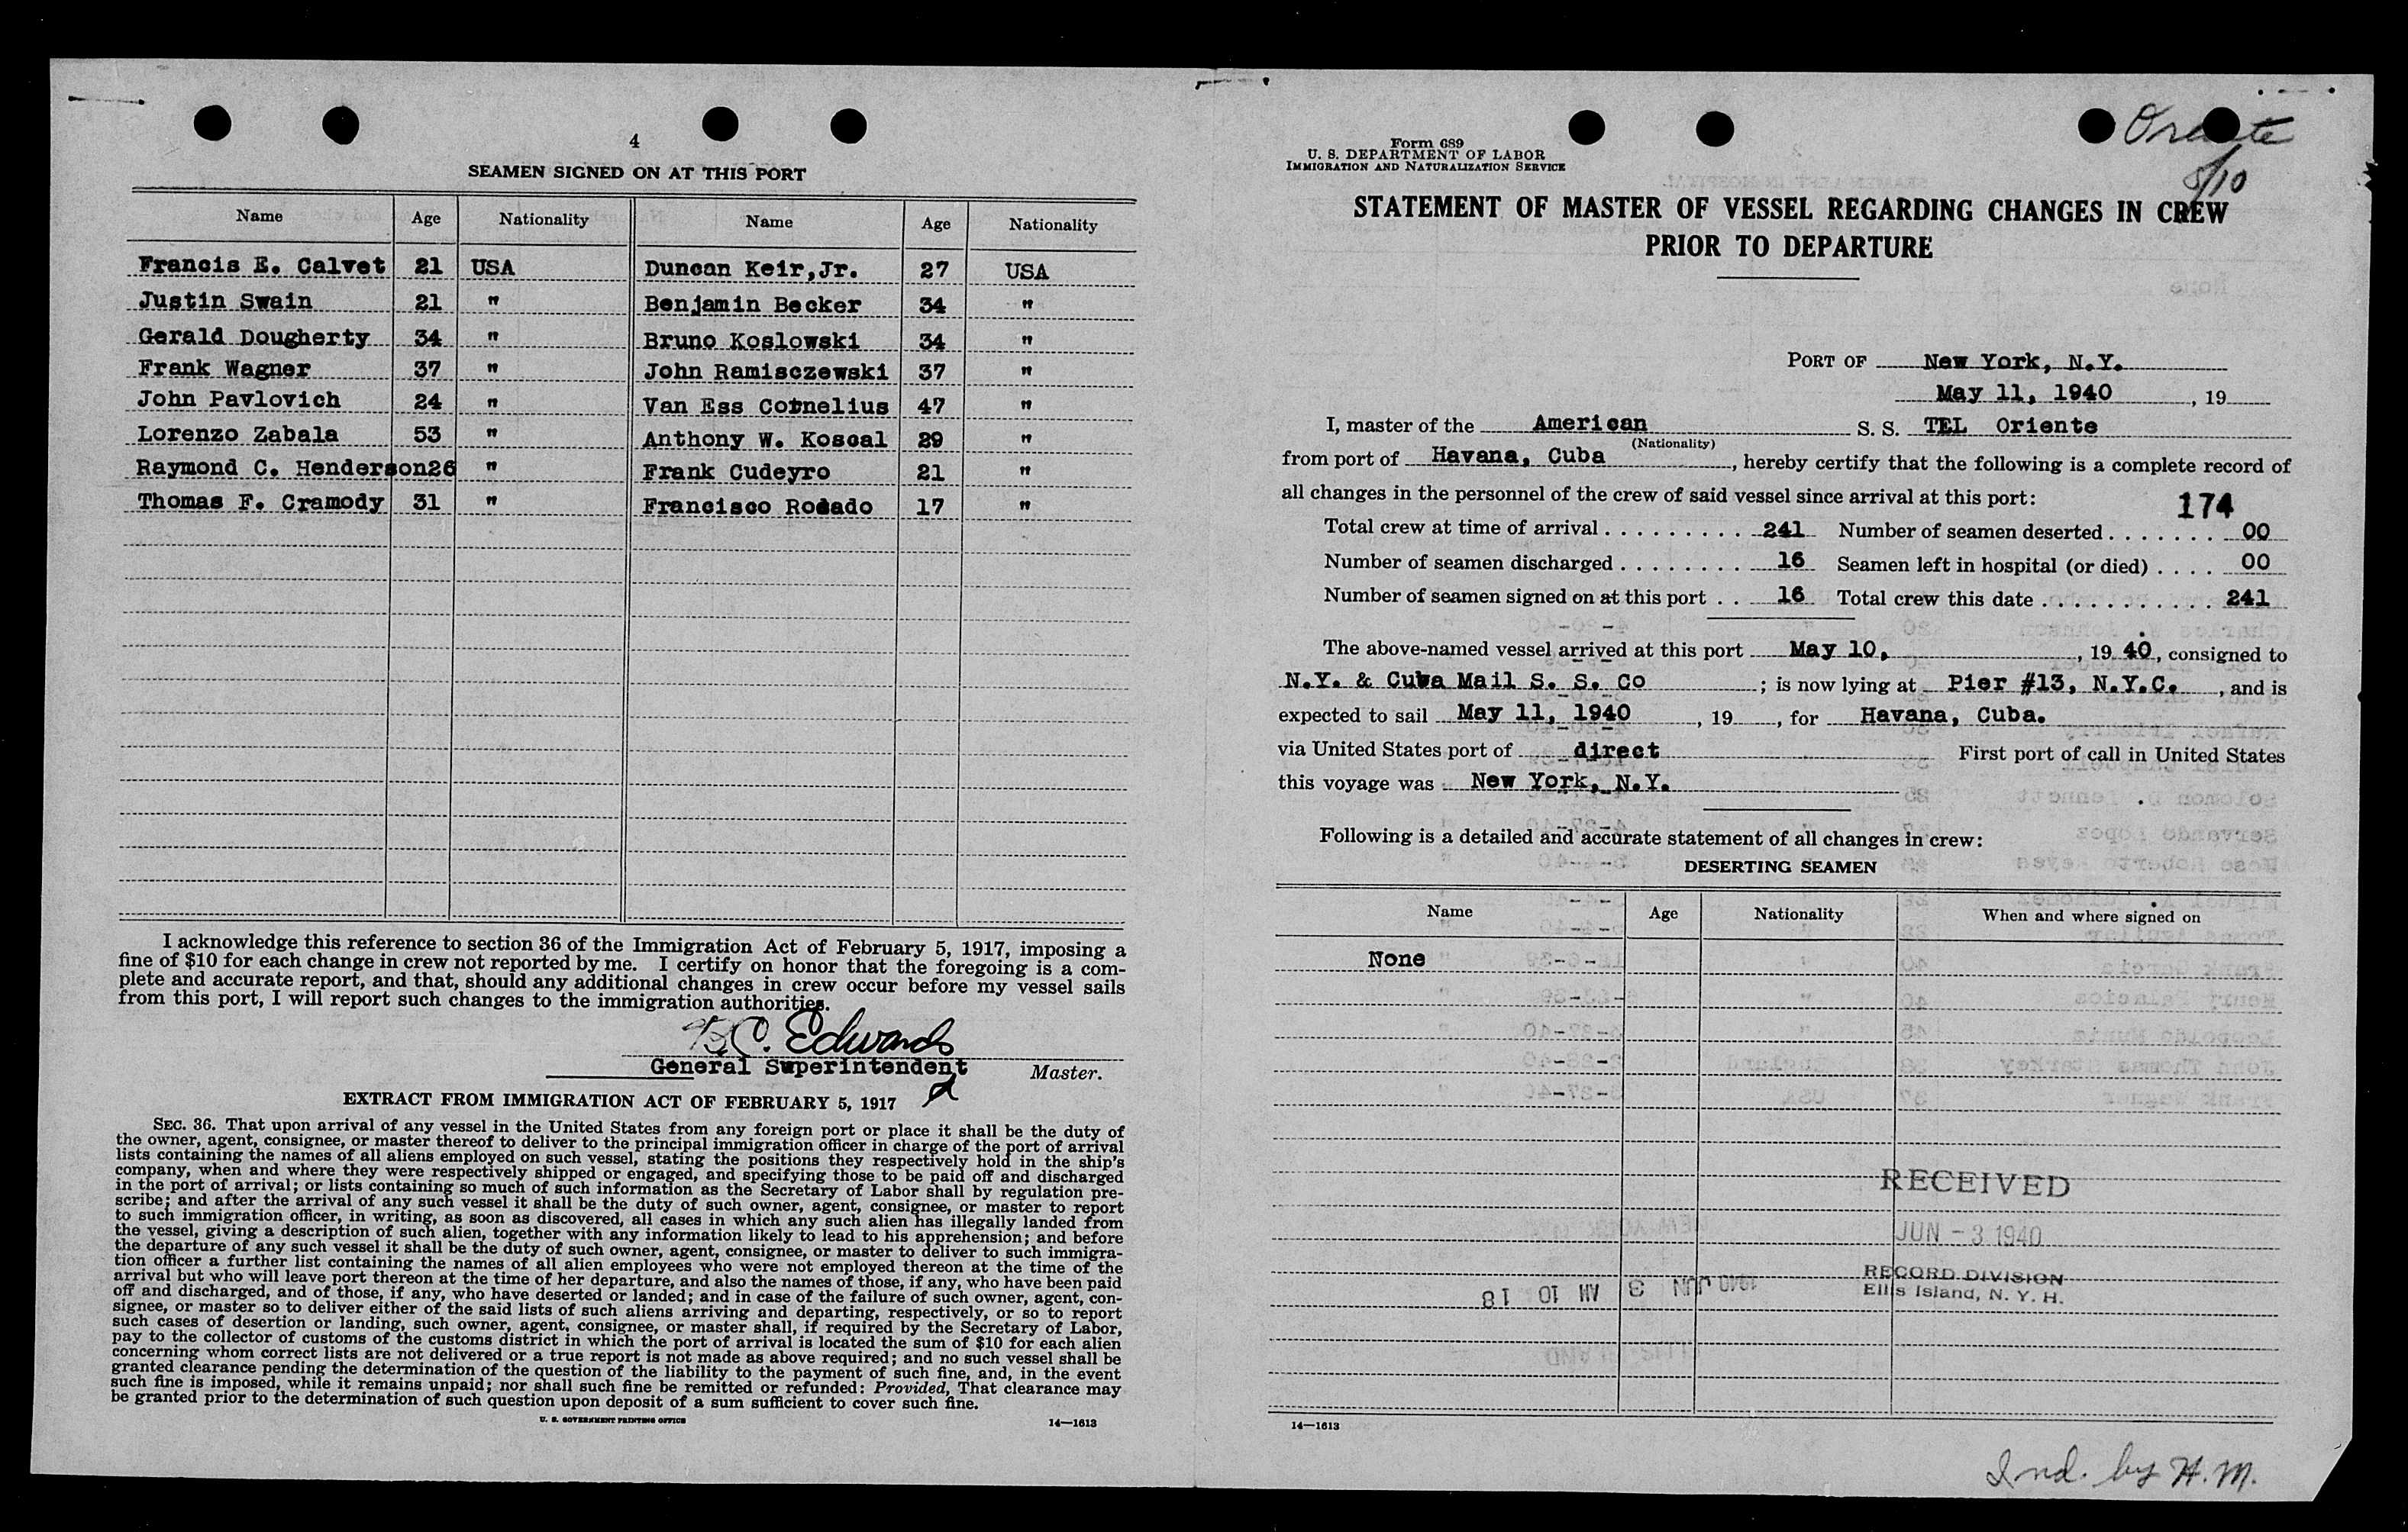 4
SEAMEN SIGNED ON AT THIS PORT
Name Age Nationality Name Age Nationality
Francis E. Calvet 21 USA Duncan Keir, Jr. 27 USA
Justin Swain 21 " Benjamin Becker 34 "
Gerald Dougherty 34 " Bruno Koslowski 34 "
Frank Wagner 37 " John Ramisczewski 37 "
John Pavlovich 24 " Van Ess Cornelius 47 "
Lorenzo Zabala 53 " Anthony W. Koscal 29 "
Raymond C. Henderson 26 " Frank Cudeyro 21 "
Thomas F. Cramody 31 " Francisco Rodado 17 "
I acknowledge this reference to section 36 of the Immigration Act of February 5, 1917, imposing a
fine of $10 for each change in crew not reported by me. I certify on honor that the foregoing is a com-
plete and accurate report, and that, should any additional changes in crew occur before my vessel sails
from this port, I will report such changes to the immigration authorities.
C. Edwards
General Superintendent Master.
EXTRACT FROM IMMIGRATION ACT OF FEBRUARY 5, 1917
SEC. 36. That upon arrival of any vessel in the United States from any foreign port or place it shall be the duty of
the owner, agent, consignee, or master thereof to deliver to the principal immigration officer in charge of the port of arrival
lists containing the names of all aliens employed on such vessel, stating the positions they respectively hold in the ship's
company, when and where they were respectively shipped or engaged, and specifying those to be paid off and discharged
in the port of arrival; or lists containing so much of such information as the Secretary of Labor shall by regulation pre-
scribe; and after the arrival of any such vessel it shall be the duty of such owner, agent, consignee, or master to report
to such immigration officer, in writing, as soon as discovered, all cases in which any such alien has illegally landed from
the vessel, giving a description of such alien, together with any information likely to lead to his apprehension; and before
the departure of any such vessel it shall be the duty of such owner, agent, consignee, or master to deliver to such immigra-
tion officer a further list containing the names of all alien employees who were not employed thereon at the time of the
arrival but who will leave port thereon at the time of her departure, and also the names of those, if any, who have been paid
off and discharged, and of those, if any, who have deserted or landed; and in case of the failure of such owner, agent, con-
signee, or master so to deliver either of the said lists of such aliens arriving and departing, respectively, or so to report
such cases of desertion or landing, such owner, agent, consignee, or master shall, if required by the Secretary of Labor,
pay to the collector of customs of the customs district in which the port of arrival is located the sum of $10 for each alien
concerning whom correct lists are not delivered or a true report is not made as above required; and no such vessel shall be
granted clearance pending the determination of the question of the liability to the payment of such fine, and, in the event
such fine is imposed, while it remains unpaid; nor shall such fine be remitted or refunded: Provided, That clearance may
be granted prior to the determination of such question upon deposit of a sum sufficient to cover such fine.
U. S. GOVERNMENT PRINTING OFFICE 14—1613
Oriente
5/10
Form 689
U. S. DEPARTMENT OF LABOR
IMMIGRATION AND NATURALIZATION SERVICE
STATEMENT OF MASTER OF VESSEL REGARDING CHANGES IN CREW
PRIOR TO DEPARTURE
PORT OF New York, N.Y.
May 11, 1940, 19
I, master of the American S. S. TEL Oriente
(Nationality)
from port of Havana, Cuba, hereby certify that the following is a complete record of
all changes in the personnel of the crew of said vessel since arrival at this port:
174
Total crew at time of arrival 241 Number of seamen deserted 00
Number of seamen discharged 16 Seamen left in hospital (or died) 00
Number of seamen signed on at this port 16 Total crew this date 241
The above-named vessel arrived at this port May 10, , 19 40, consigned to
N.Y. & Cuba Mail S. S. Co ; is now lying at Pier #13, N.Y.C. , and is
expected to sail May 11, 1940 , 19 , for Havana, Cuba.
via United States port of direct First port of call in United States
this voyage was New York, N.Y.
Following is a detailed and accurate statement of all changes in crew:
DESERTING SEAMEN
Name Age Nationality When and where signed on
None
RECEIVED
JUN - 3 1940
RECORD DIVISION
Ellis Island, N. Y. H.
1940 JUN 3 AM 10 18
14—1613
Ind. by H. M.